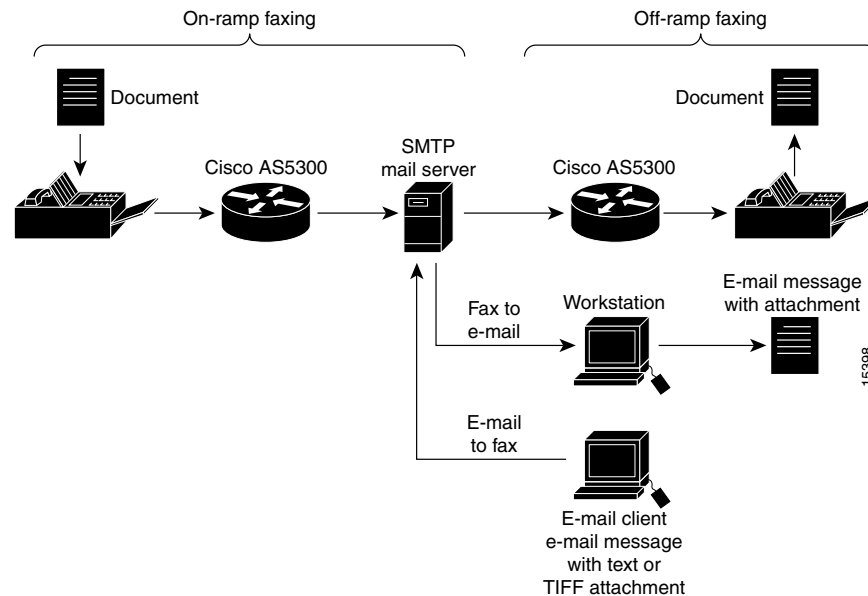 On-ramp faxing
Off-ramp faxing
Document
Document
Cisco AS5300
SMTP
mail server
Cisco AS5300
Fax to
e-mail
Workstation
E-mail message
with attachment
15398
E-mail
to fax
E-mail client
e-mail message
with text or
TIFF attachment